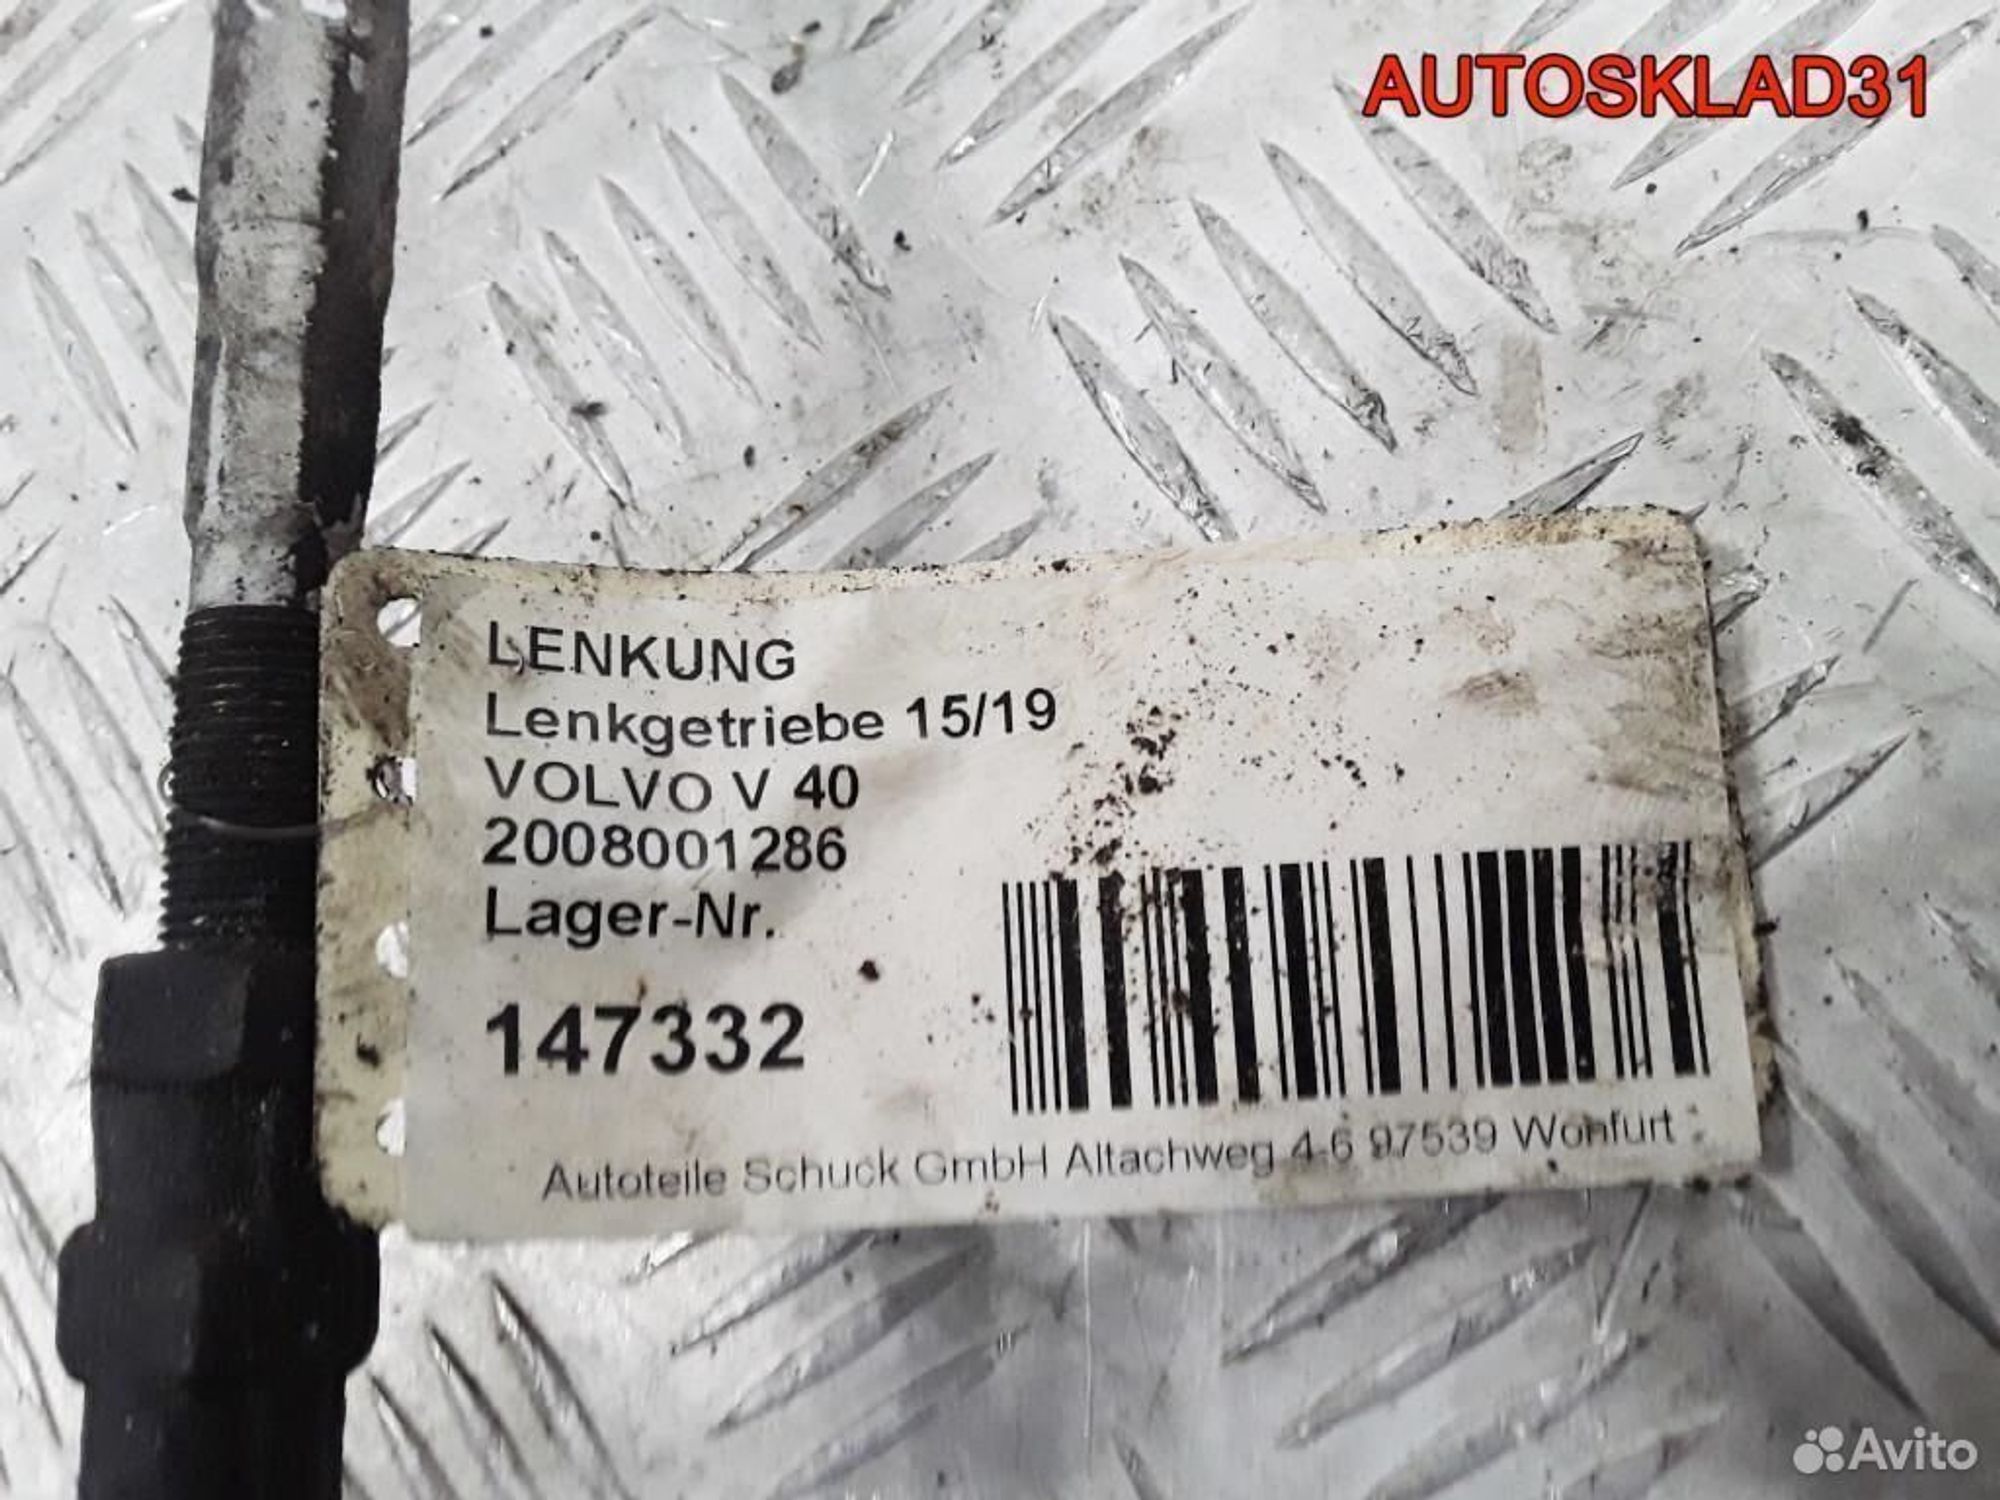 AUTOSKLAD31
LENKUNG
Lenkgetriebe 15/19
VOLVO V 40
2008001286
Lager-Nr.
147332
Autoteile Schuck GmbH Altachweg 4-6 97539 Wonfurt
Avito